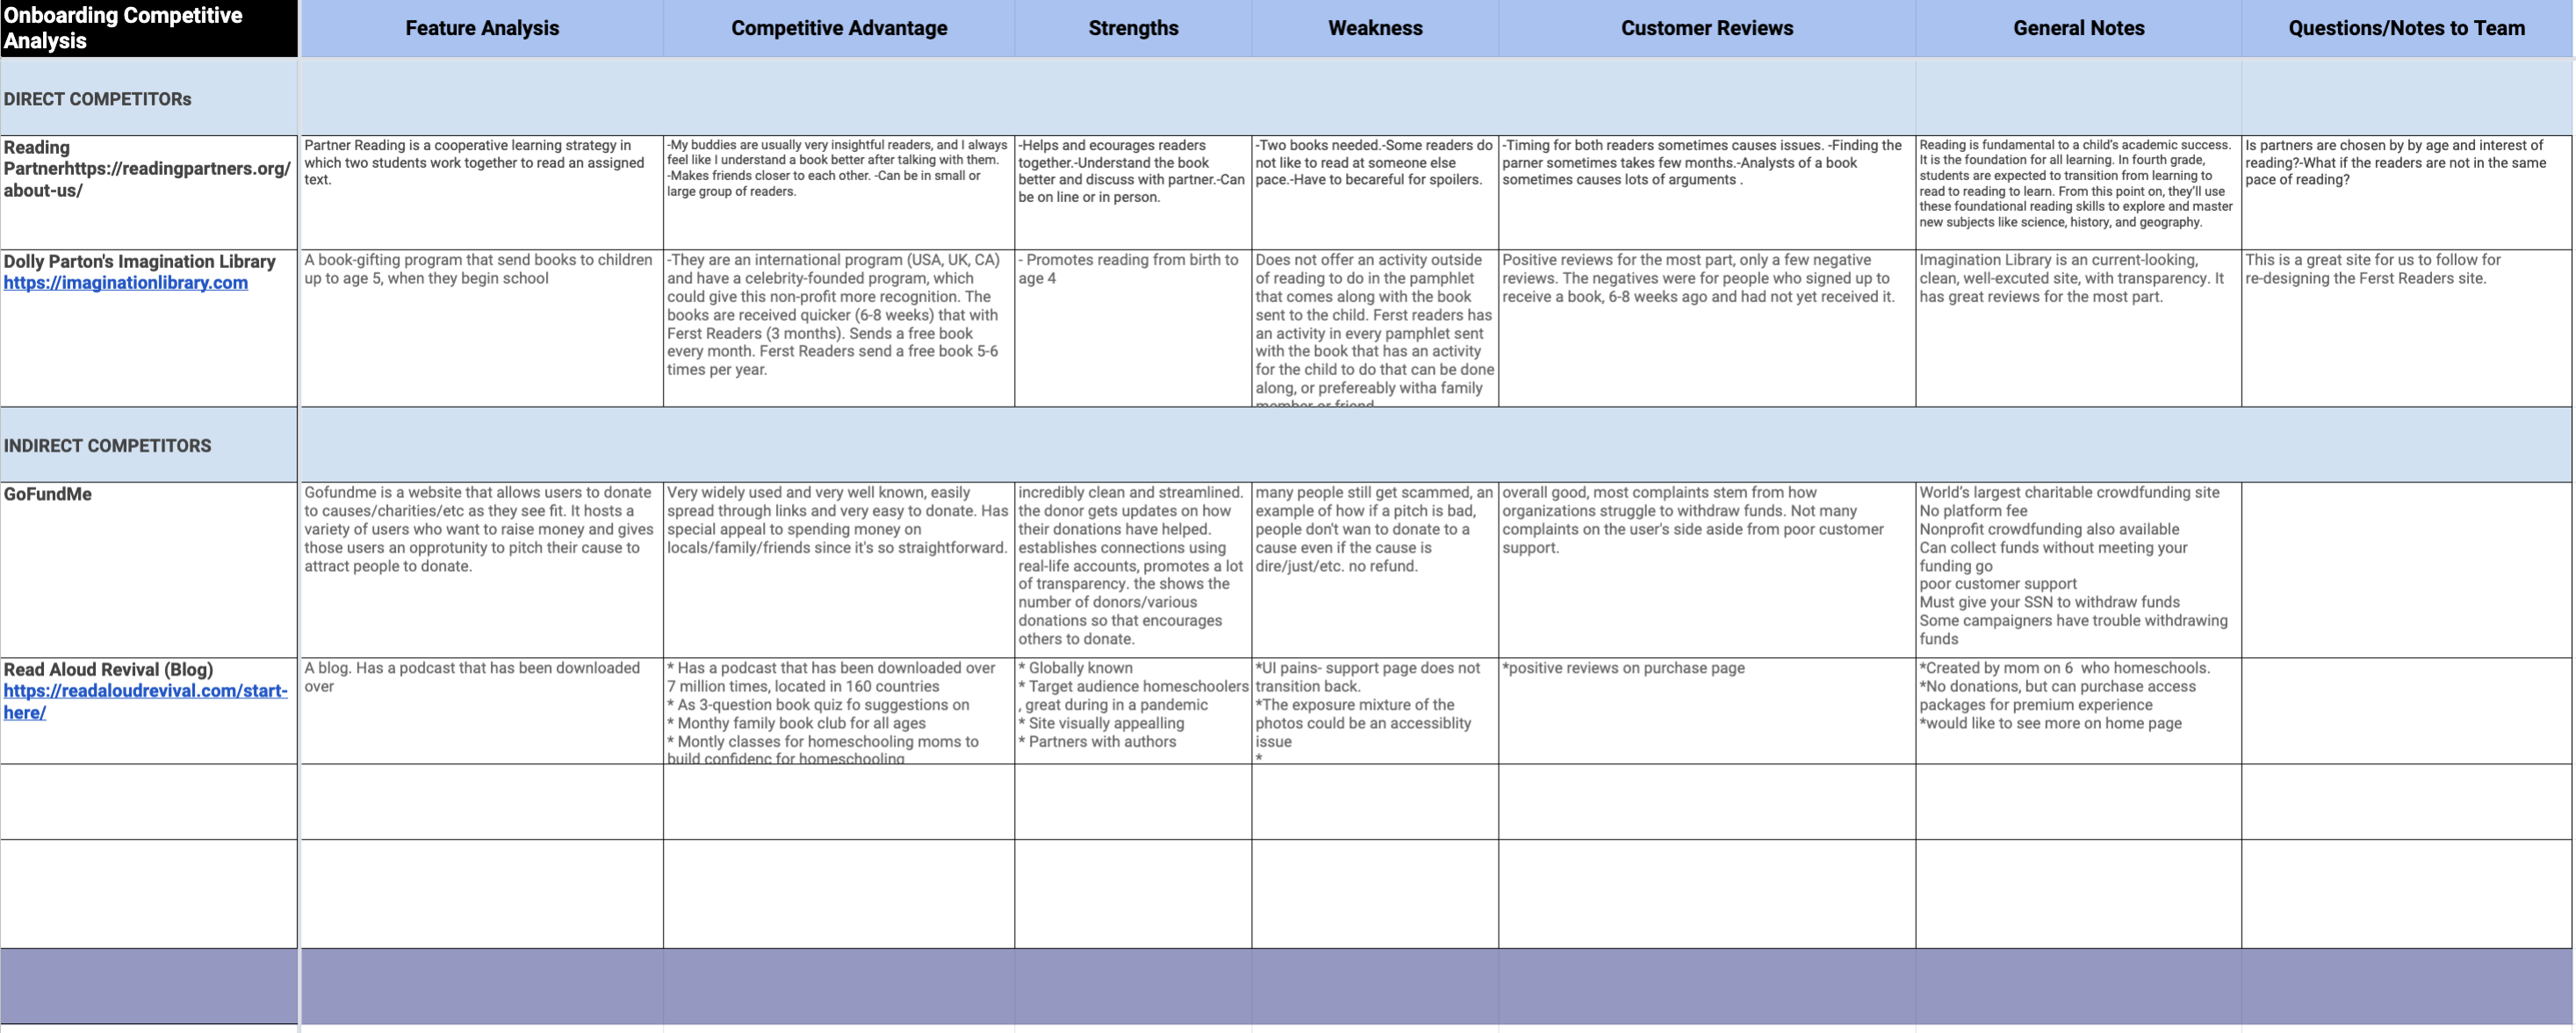 Onboarding Competitive
Analysis
Feature Analysis
Competitive Advantage
Strengths
Weakness
Customer Reviews
General Notes
Questions/Notes to Team
DIRECT COMPETITORs
Reading
Partnerhttps://readingpartners.org/
about-us/
Partner Reading is a cooperative learning strategy in
which two students work together to read an assigned
text.
-My buddies are usually very insightful readers, and I always
feel like I understand a book better after talking with them.
-Makes friends closer to each other. -Can be in small or
large group of readers.
-Helps and ecourages readers
together.-Understand the book
better and discuss with partner.-Can
be on line or in person.
-Two books needed.-Some readers do
not like to read at someone else
pace.-Have to becareful for spoilers.
-Timing for both readers sometimes causes issues. -Finding the
parner sometimes takes few months.-Analysts of a book
sometimes causes lots of arguments .
Reading is fundamental to a child's academic success.
It is the foundation for all learning. In fourth grade,
students are expected to transition from learning to
read to reading to learn. From this point on, they'll use
these foundational reading skills to explore and master
new subjects like science, history, and geography.
Is partners are chosen by by age and interest of
reading?-What if the readers are not in the same
pace of reading?
Dolly Parton's Imagination Library
https://imaginationlibrary.com
A book-gifting program that send books to children
up to age 5, when they begin school
-They are an international program (USA, UK, CA)
and have a celebrity-founded program, which
could give this non-profit more recognition. The
books are received quicker (6-8 weeks) that with
Ferst Readers (3 months). Sends a free book
every month. Ferst Readers send a free book 5-6
times per year.
- Promotes reading from birth to
age 4
Does not offer an activity outside
of reading to do in the pamphlet
that comes along with the book
sent to the child. Ferst readers has
an activity in every pamphlet sent
with the book that has an activity
for the child to do that can be done
along, or prefereably witha family
member or friend
Positive reviews for the most part, only a few negative
reviews. The negatives were for people who signed up to
receive a book, 6-8 weeks ago and had not yet received it.
Imagination Library is an current-looking,
clean, well-excuted site, with transparency. It
has great reviews for the most part.
This is a great site for us to follow for
re-designing the Ferst Readers site.
INDIRECT COMPETITORS
GoFundMe
Gofundme is a website that allows users to donate
to causes/charities/etc as they see fit. It hosts a
variety of users who want to raise money and gives
those users an opprotunity to pitch their cause to
attract people to donate.
Very widely used and very well known, easily
spread through links and very easy to donate. Has
special appeal to spending money on
locals/family/friends since it's so straightforward.
incredibly clean and streamlined.
the donor gets updates on how
their donations have helped.
establishes connections using
real-life accounts, promotes a lot
of transparency. the shows the
number of donors/various
donations so that encourages
others to donate.
many people still get scammed, an
example of how if a pitch is bad,
people don't wan to donate to a
cause even if the cause is
dire/just/etc. no refund.
overall good, most complaints stem from how
organizations struggle to withdraw funds. Not many
complaints on the user's side aside from poor customer
support.
World's largest charitable crowdfunding site
No platform fee
Nonprofit crowdfunding also available
Can collect funds without meeting your
funding go
poor customer support
Must give your SSN to withdraw funds
Some campaigners have trouble withdrawing
funds
Read Aloud Revival (Blog)
https://readaloudrevival.com/start-
here/
A blog. Has a podcast that has been downloaded
over
* Has a podcast that has been downloaded over
7 million times, located in 160 countries
* As 3-question book quiz fo suggestions on
* Monthy family book club for all ages
* Montly classes for homeschooling moms to
build confidenc for homeschooling
* Globally known
* Target audience homeschoolers
, great during in a pandemic
* Site visually appealling
* Partners with authors
*UI pains- support page does not
transition back.
*The exposure mixture of the
photos could be an accessiblity
issue
*
*positive reviews on purchase page
*Created by mom on 6 who homeschools.
*No donations, but can purchase access
packages for premium experience
*would like to see more on home page